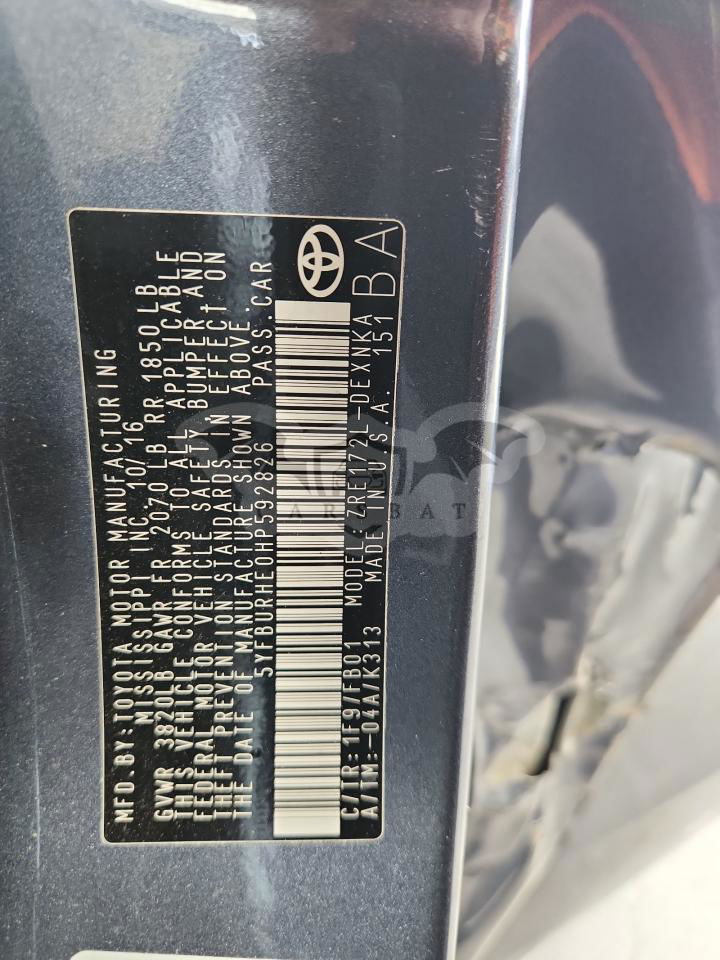 MFD.BY:TOYOTA MOTOR MANUFACTURING
MISSISSIPPI INC. 10/16
GVWR 3820LB GAWR FR 2070 LB RR 1850 LB
THIS VEHICLE CONFORMS TO ALL APPLICABLE
FEDERAL MOTOR VEHICLE SAFETY, BUMPER, AND
THEFT PREVENTION STANDARDS IN EFFECT ON
THE DATE OF MANUFACTURE SHOWN ABOVE.
5YFBURHE0HP592826 PASS.CAR
C/TR: 1F9/FB01 MODEL: ZRE172L-DEXNKA
A/TM: -04A/K313 MADE IN U.S.A. 151
BA